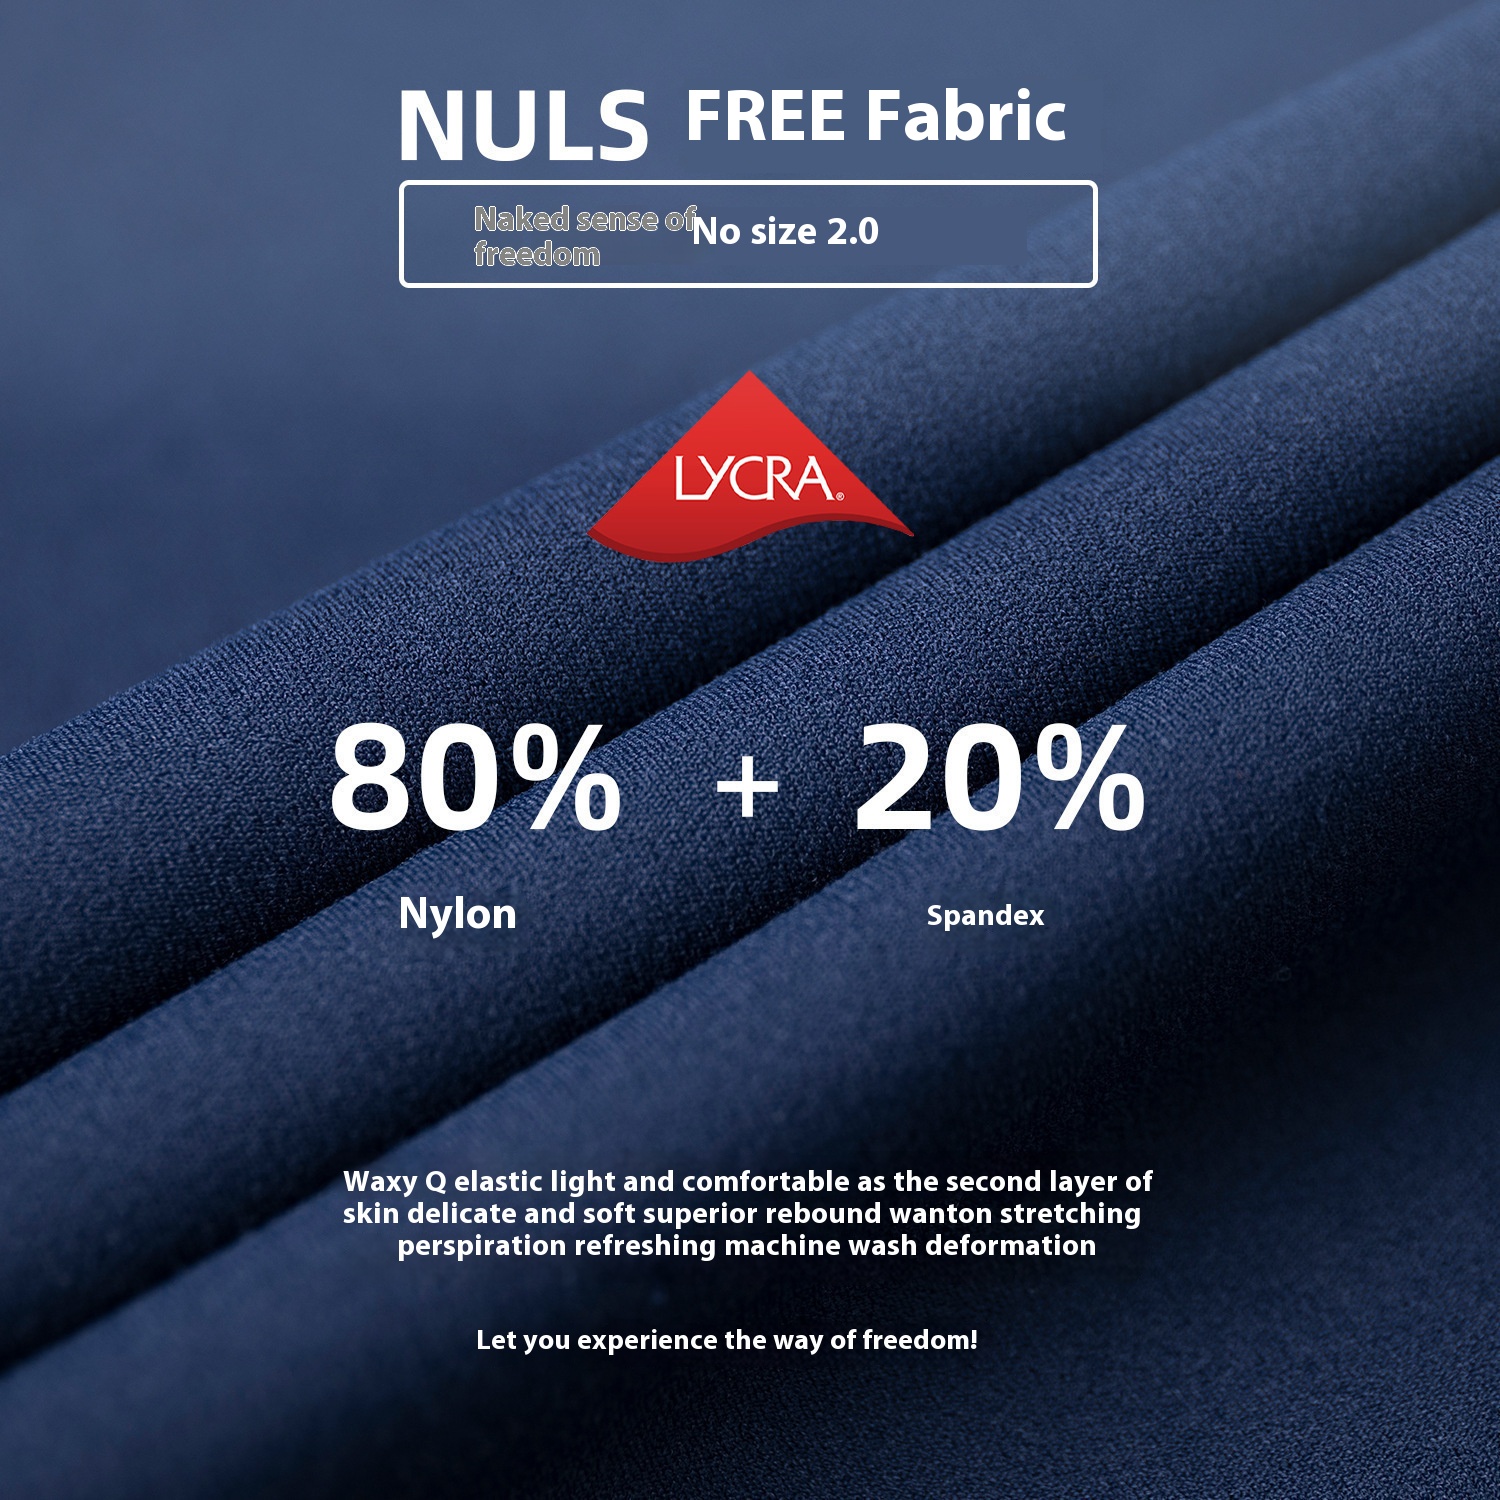 NULS FREE Fabric
Naked sense of
freedom
No size 2.0
LYCRA®
80% + 20%
Nylon
Spandex
Waxy Q elastic light and comfortable as the second layer of
skin delicate and soft superior rebound wanton stretching
perspiration refreshing machine wash deformation
Let you experience the way of freedom!